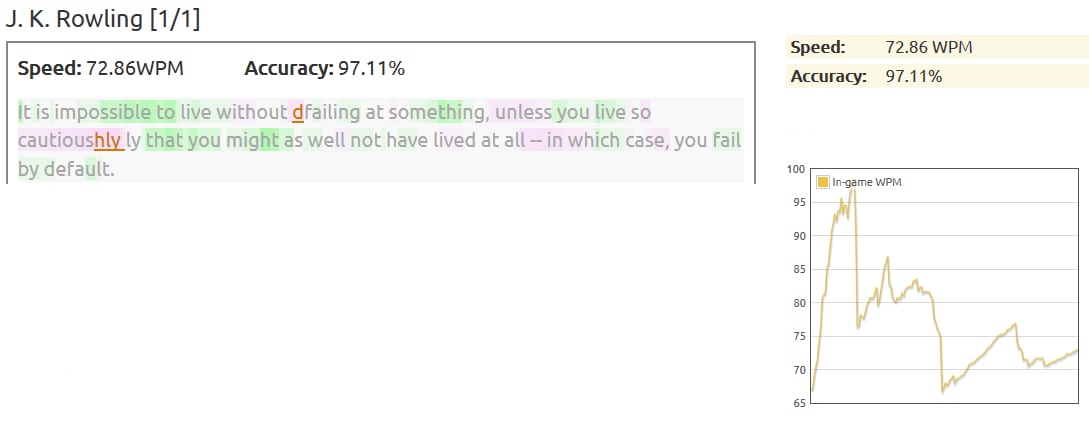 J. K. Rowling [1/1]
Speed: 72.86WPM Accuracy: 97.11%
It is impossible to live without dfailing at something, unless you live so
cautioushly ly that you might as well not have lived at all -- in which case, you fail
by default.
Speed: 72.86 WPM
Accuracy: 97.11%
In-game WPM
100
95
90
85
80
75
70
65